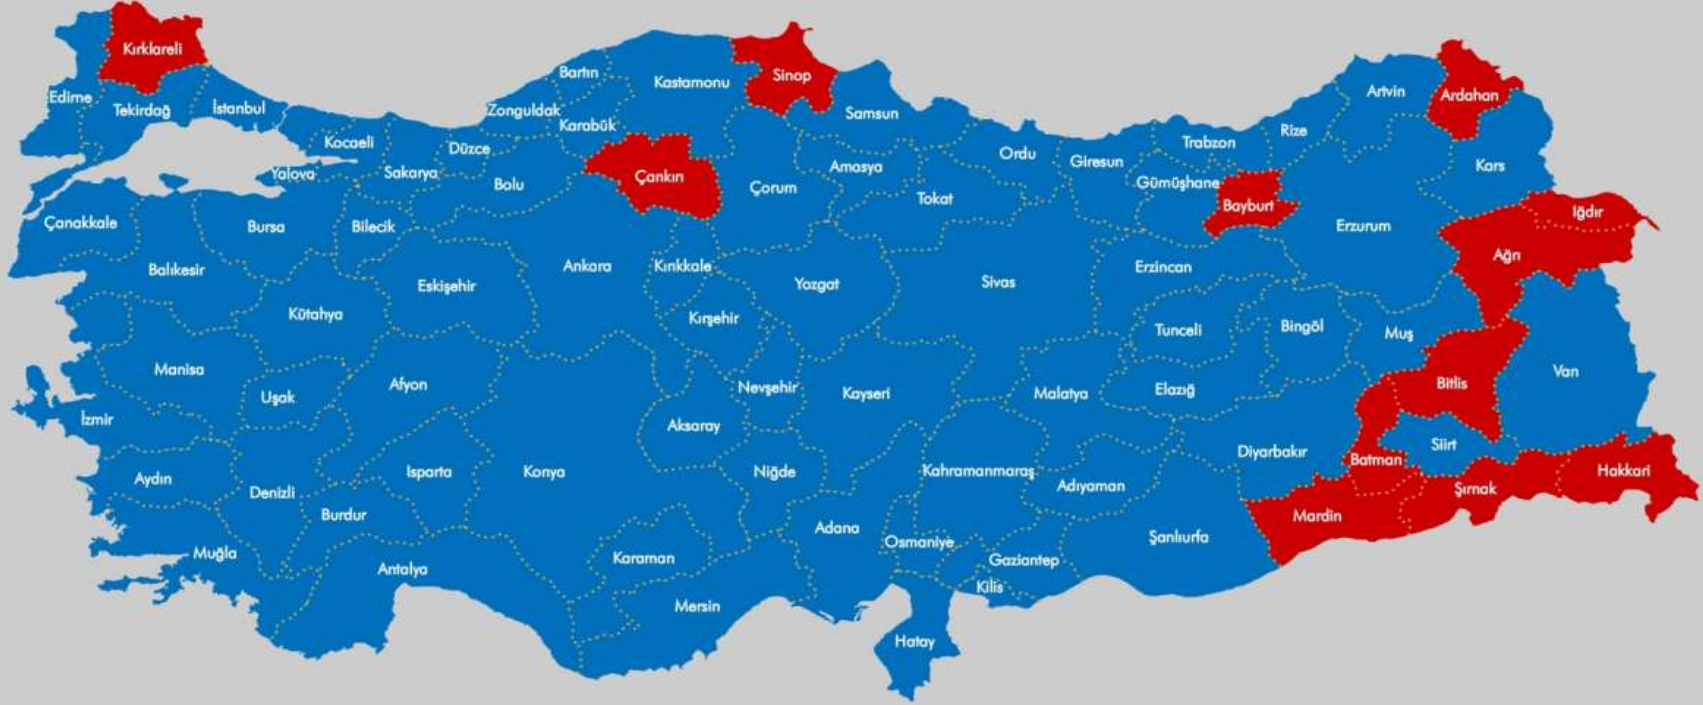 Kırklareli
Edirne
Tekirdağ
İstanbul
Kocaeli
Yalova
Sakarya
Düzce
Zonguldak
Bartın
Karabük
Kastamonu
Sinop
Samsun
Bolu
Çankırı
Çorum
Amasya
Tokat
Ordu
Giresun
Trabzon
Gümüşhane
Bayburt
Rize
Artvin
Ardahan
Kars
Iğdır
Ağrı
Erzurum
Erzincan
Sivas
Yozgat
Kırıkkale
Ankara
Eskişehir
Bilecik
Bursa
Çanakkale
Balıkesir
Kütahya
Kırşehir
Tunceli
Bingöl
Muş
Bitlis
Van
Manisa
Uşak
Afyon
Nevşehir
Kayseri
Malatya
Elazığ
İzmir
Aksaray
Diyarbakır
Batman
Siirt
Hakkari
Şırnak
Mardin
Aydın
Denizli
Isparta
Burdur
Konya
Niğde
Kahramanmaraş
Adıyaman
Şanlıurfa
Muğla
Antalya
Karaman
Mersin
Adana
Osmaniye
Gaziantep
Kilis
Hatay